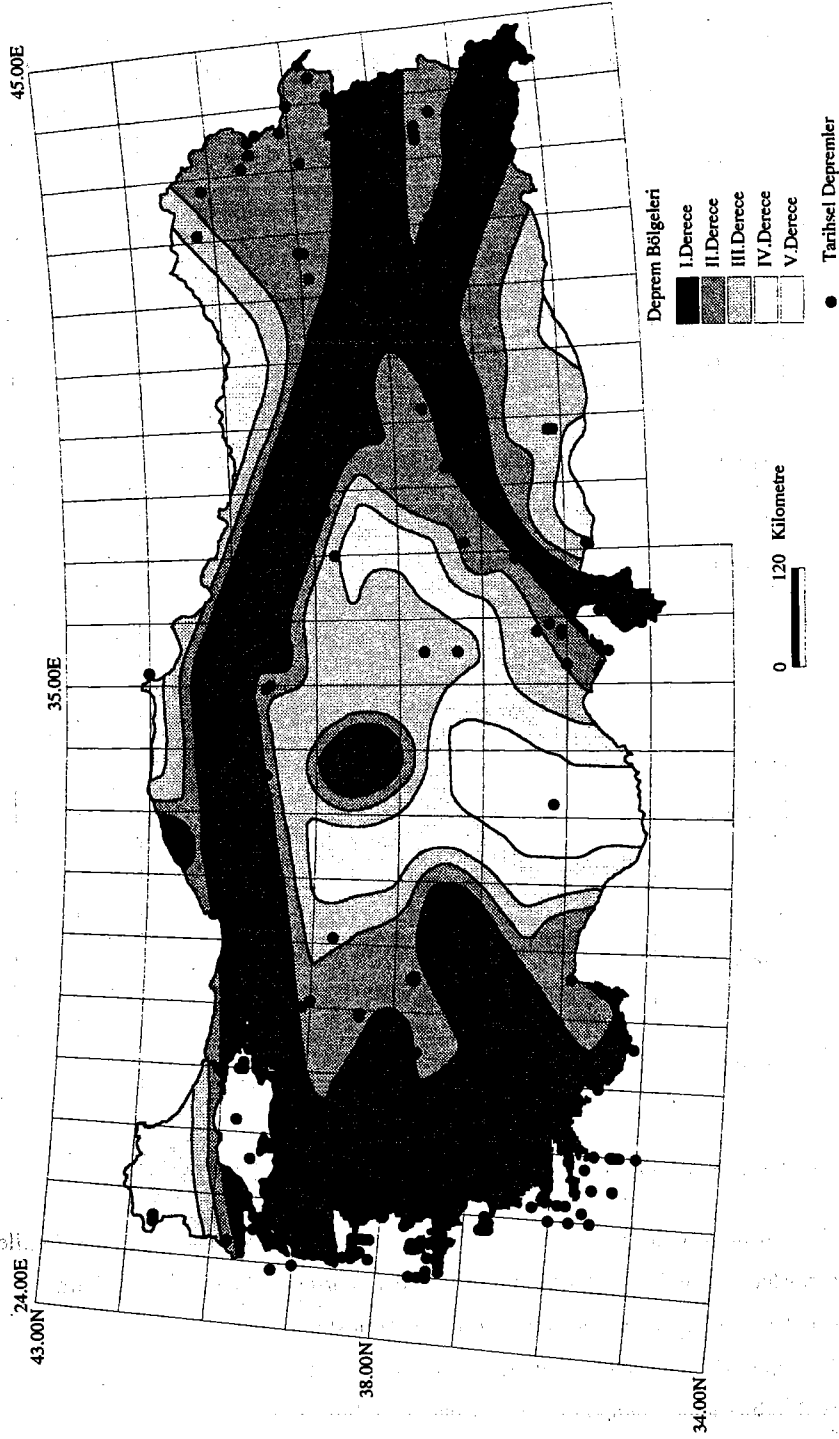 43.00N
24.00E
35.00E
45.00E
38.00N
34.00N
0 120 Kilometre
Deprem Bölgeleri
I.Derece
II.Derece
III.Derece
IV.Derece
V.Derece
Tarihsel Depremler